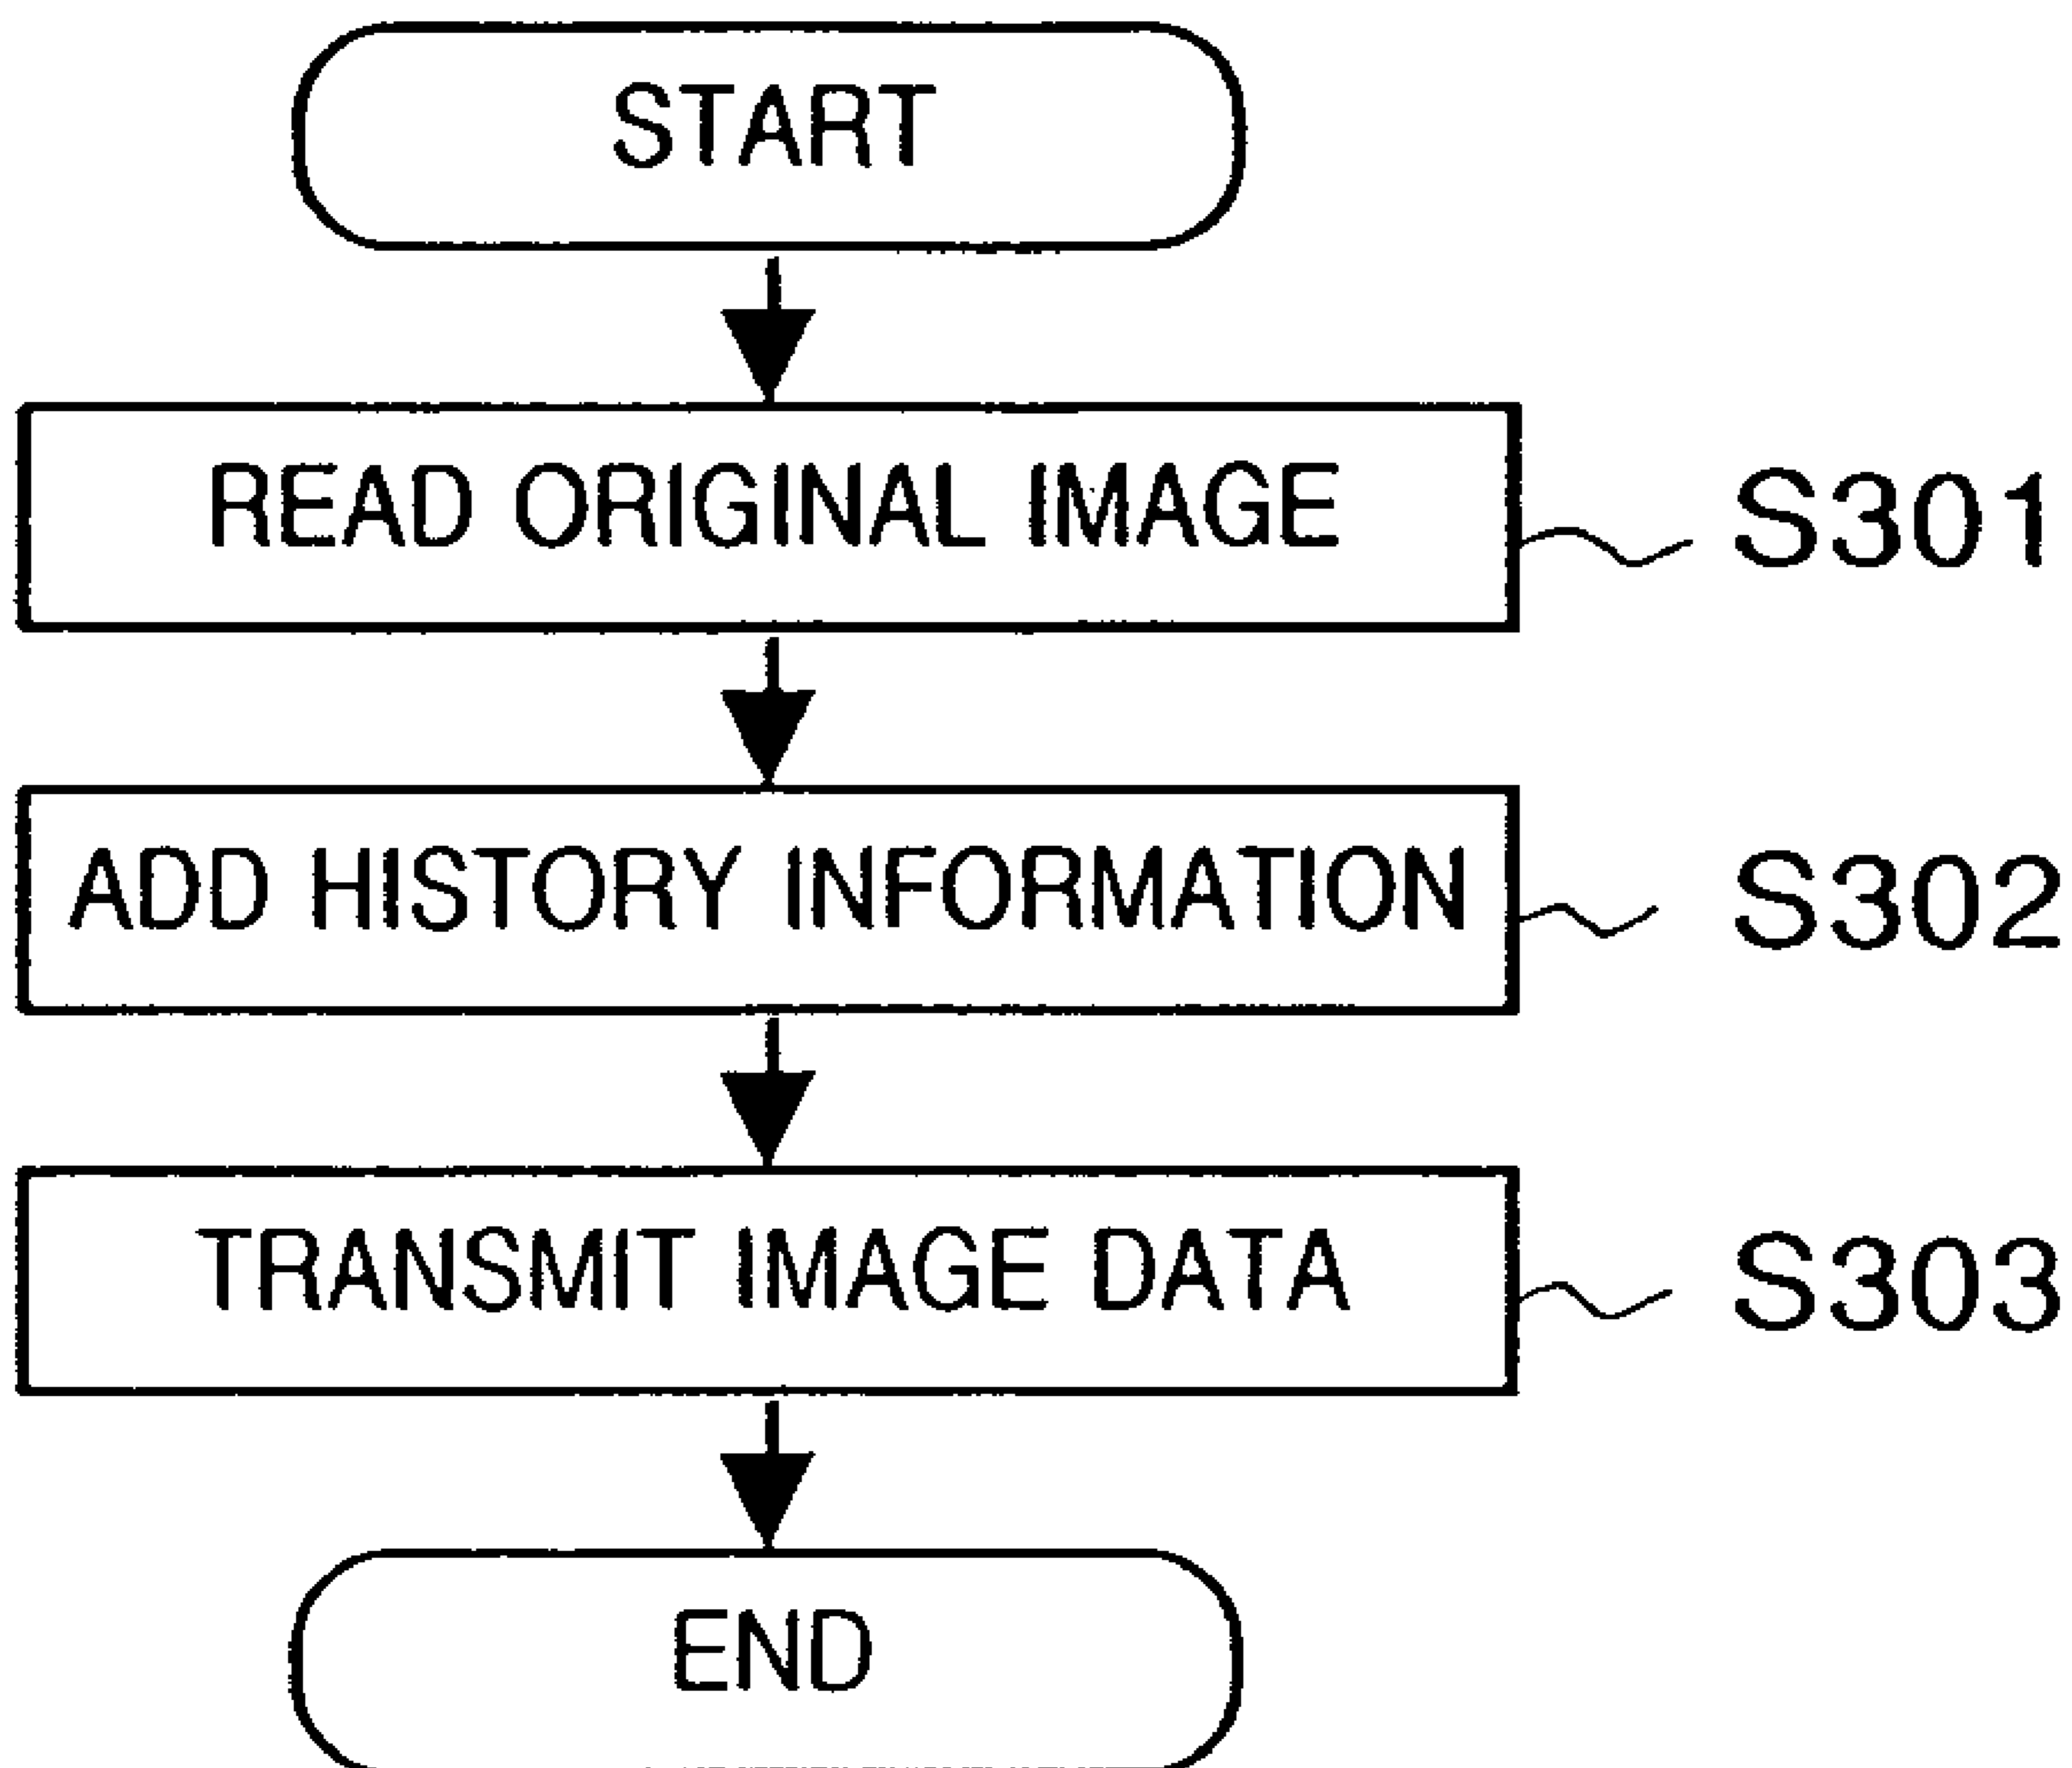 START
READ ORIGINAL IMAGE
S301
ADD HISTORY INFORMATION
S302
TRANSMIT IMAGE DATA
S303
END